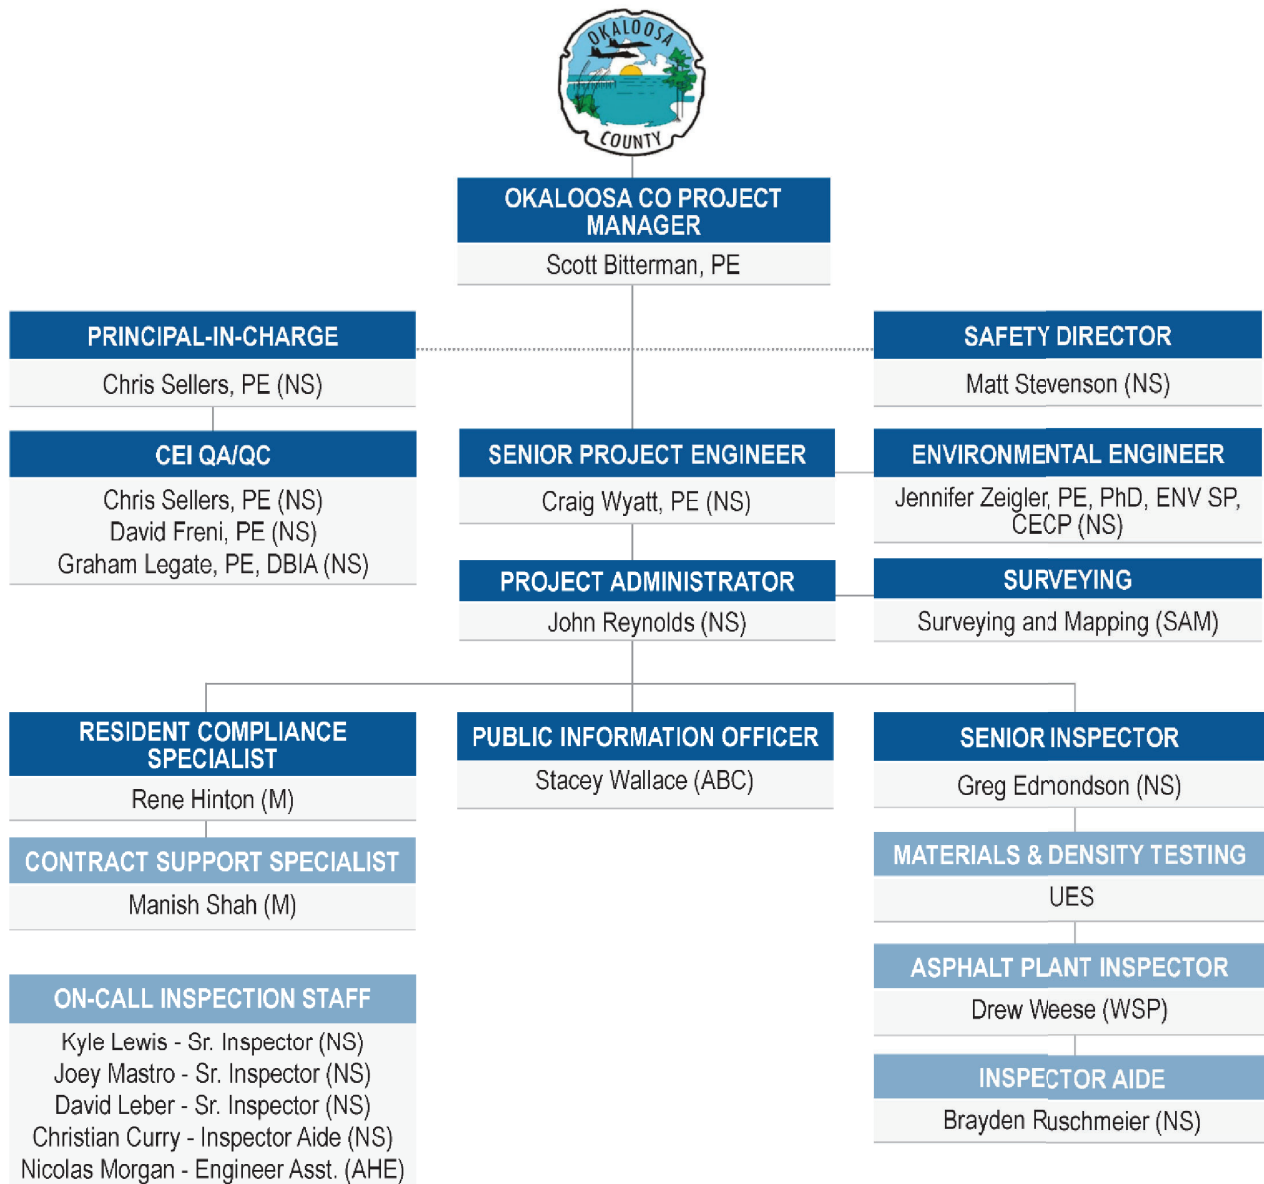 OKALOOSA
COUNTY
OKALOOSA CO PROJECT
MANAGER
Scott Bitterman, PE
PRINCIPAL-IN-CHARGE
Chris Sellers, PE (NS)
SAFETY DIRECTOR
Matt Stevenson (NS)
CEI QA/QC
Chris Sellers, PE (NS)
David Freni, PE (NS)
Graham Legate, PE, DBIA (NS)
SENIOR PROJECT ENGINEER
Craig Wyatt, PE (NS)
ENVIRONMENTAL ENGINEER
Jennifer Zeigler, PE, PhD, ENV SP,
CECP (NS)
PROJECT ADMINISTRATOR
John Reynolds (NS)
SURVEYING
Surveying and Mapping (SAM)
RESIDENT COMPLIANCE
SPECIALIST
Rene Hinton (M)
PUBLIC INFORMATION OFFICER
Stacey Wallace (ABC)
SENIOR INSPECTOR
Greg Edmondson (NS)
CONTRACT SUPPORT SPECIALIST
Manish Shah (M)
MATERIALS & DENSITY TESTING
UES
ASPHALT PLANT INSPECTOR
Drew Weese (WSP)
INSPECTOR AIDE
Brayden Ruschmeier (NS)
ON-CALL INSPECTION STAFF
Kyle Lewis - Sr. Inspector (NS)
Joey Mastro - Sr. Inspector (NS)
David Leber - Sr. Inspector (NS)
Christian Curry - Inspector Aide (NS)
Nicolas Morgan - Engineer Asst. (AHE)